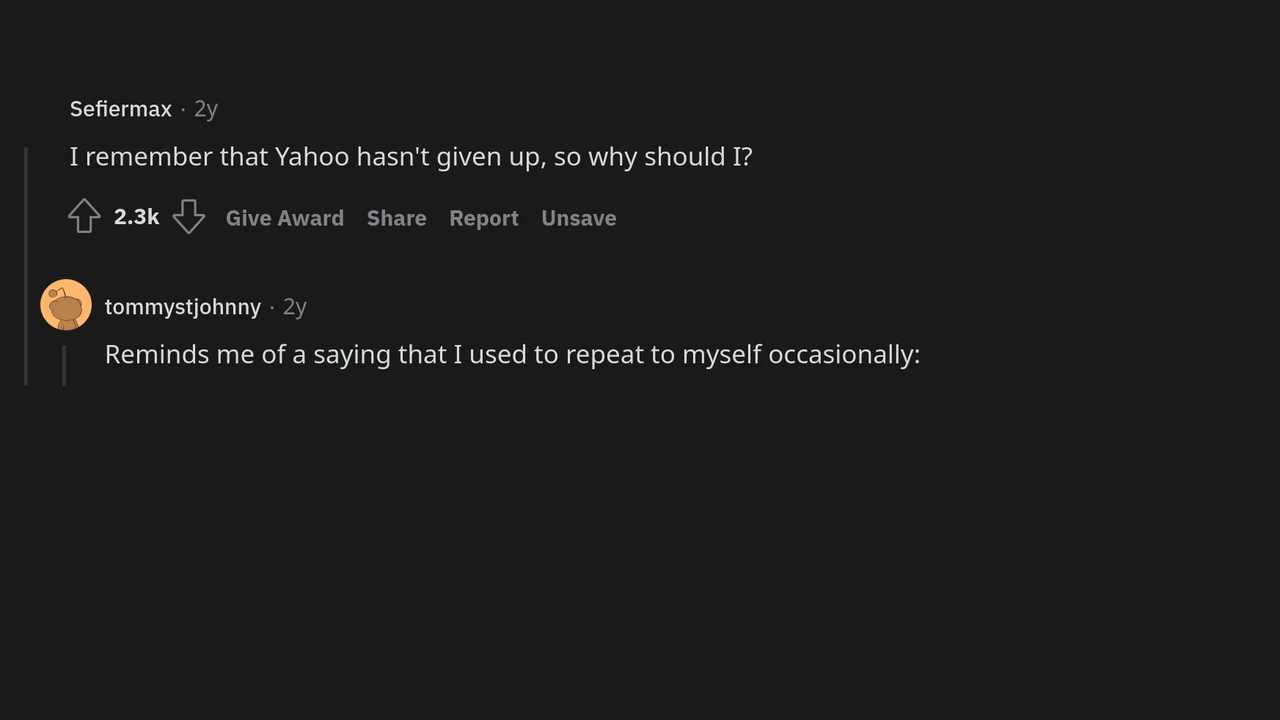 Sefiermax · 2y
I remember that Yahoo hasn't given up, so why should I?
2.3k Give Award Share Report Unsave
tommystjohnny · 2y
Reminds me of a saying that I used to repeat to myself occasionally: